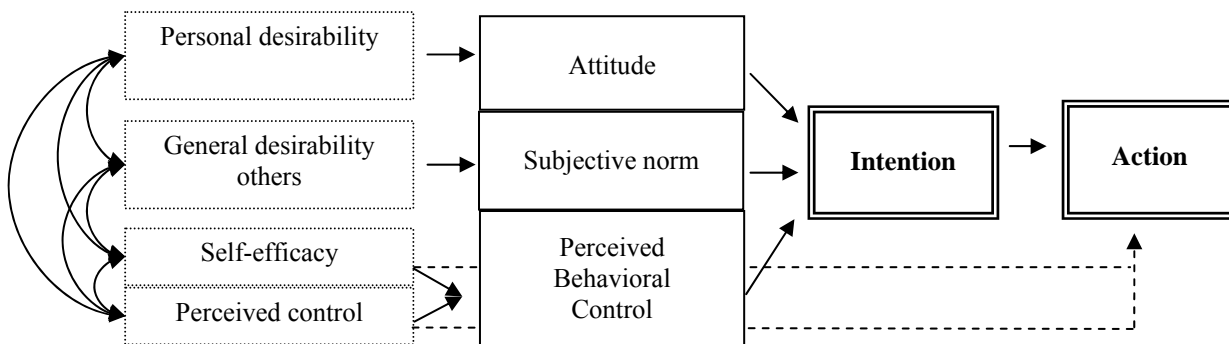 Personal desirability
Attitude
General desirability
others
Subjective norm
Intention
Action
Self-efficacy
Perceived control
Perceived
Behavioral
Control